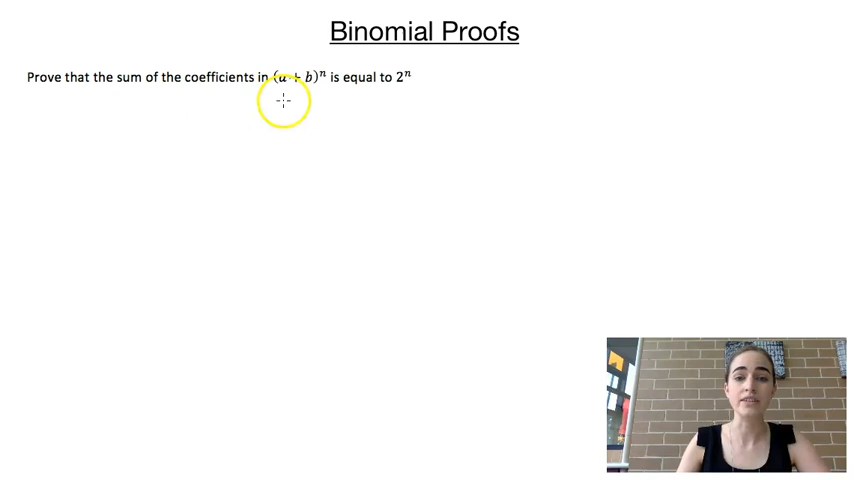 Binomial Proofs
Prove that the sum of the coefficients in (a + b)ⁿ is equal to 2ⁿ